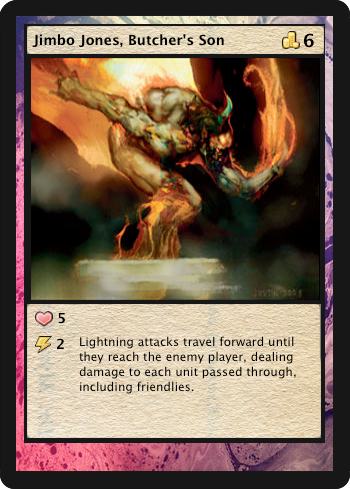 Jimbo Jones, Butcher's Son 6
5
2 Lightning attacks travel forward until
they reach the enemy player, dealing
damage to each unit passed through,
including friendlies.